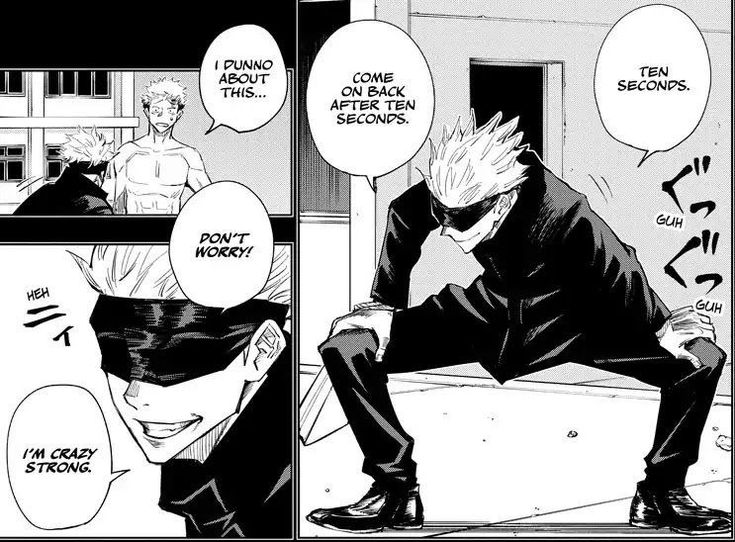 TEN
SECONDS.
COME
ON BACK
AFTER TEN
SECONDS.
ぐっ
GUH
ぐっ
GUH
I DUNNO
ABOUT
THIS...
DON'T
WORRY!
HEH
ニィ
I'M CRAZY
STRONG.